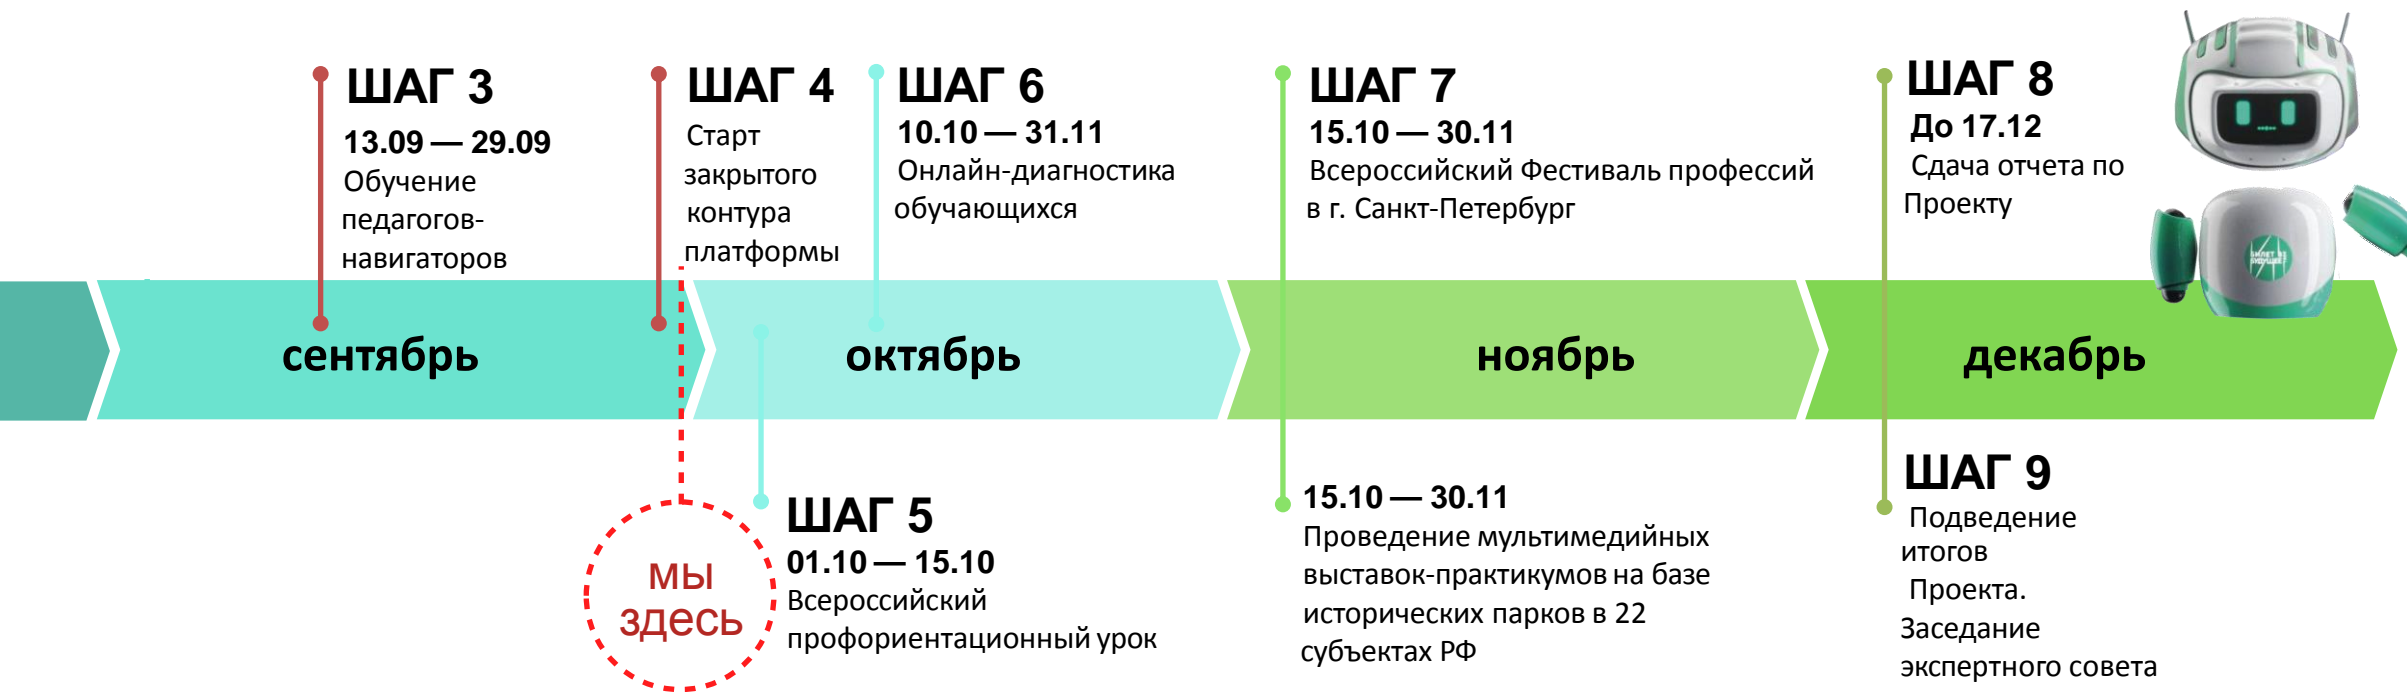 ШАГ 3
13.09 — 29.09
Обучение
педагогов-
навигаторов
ШАГ 4
Старт
закрытого
контура
платформы
ШАГ 6
10.10 — 31.11
Онлайн-диагностика
обучающихся
ШАГ 7
15.10 — 30.11
Всероссийский Фестиваль профессий
в г. Санкт-Петербург
ШАГ 8
До 17.12
Сдача отчета по
Проекту
сентябрь
октябрь
ноябрь
декабрь
мы
здесь
ШАГ 5
01.10 — 15.10
Всероссийский
профориентационный урок
15.10 — 30.11
Проведение мультимедийных
выставок-практикумов на базе
исторических парков в 22
субъектах РФ
ШАГ 9
Подведение
итогов
Проекта.
Заседание
экспертного совета